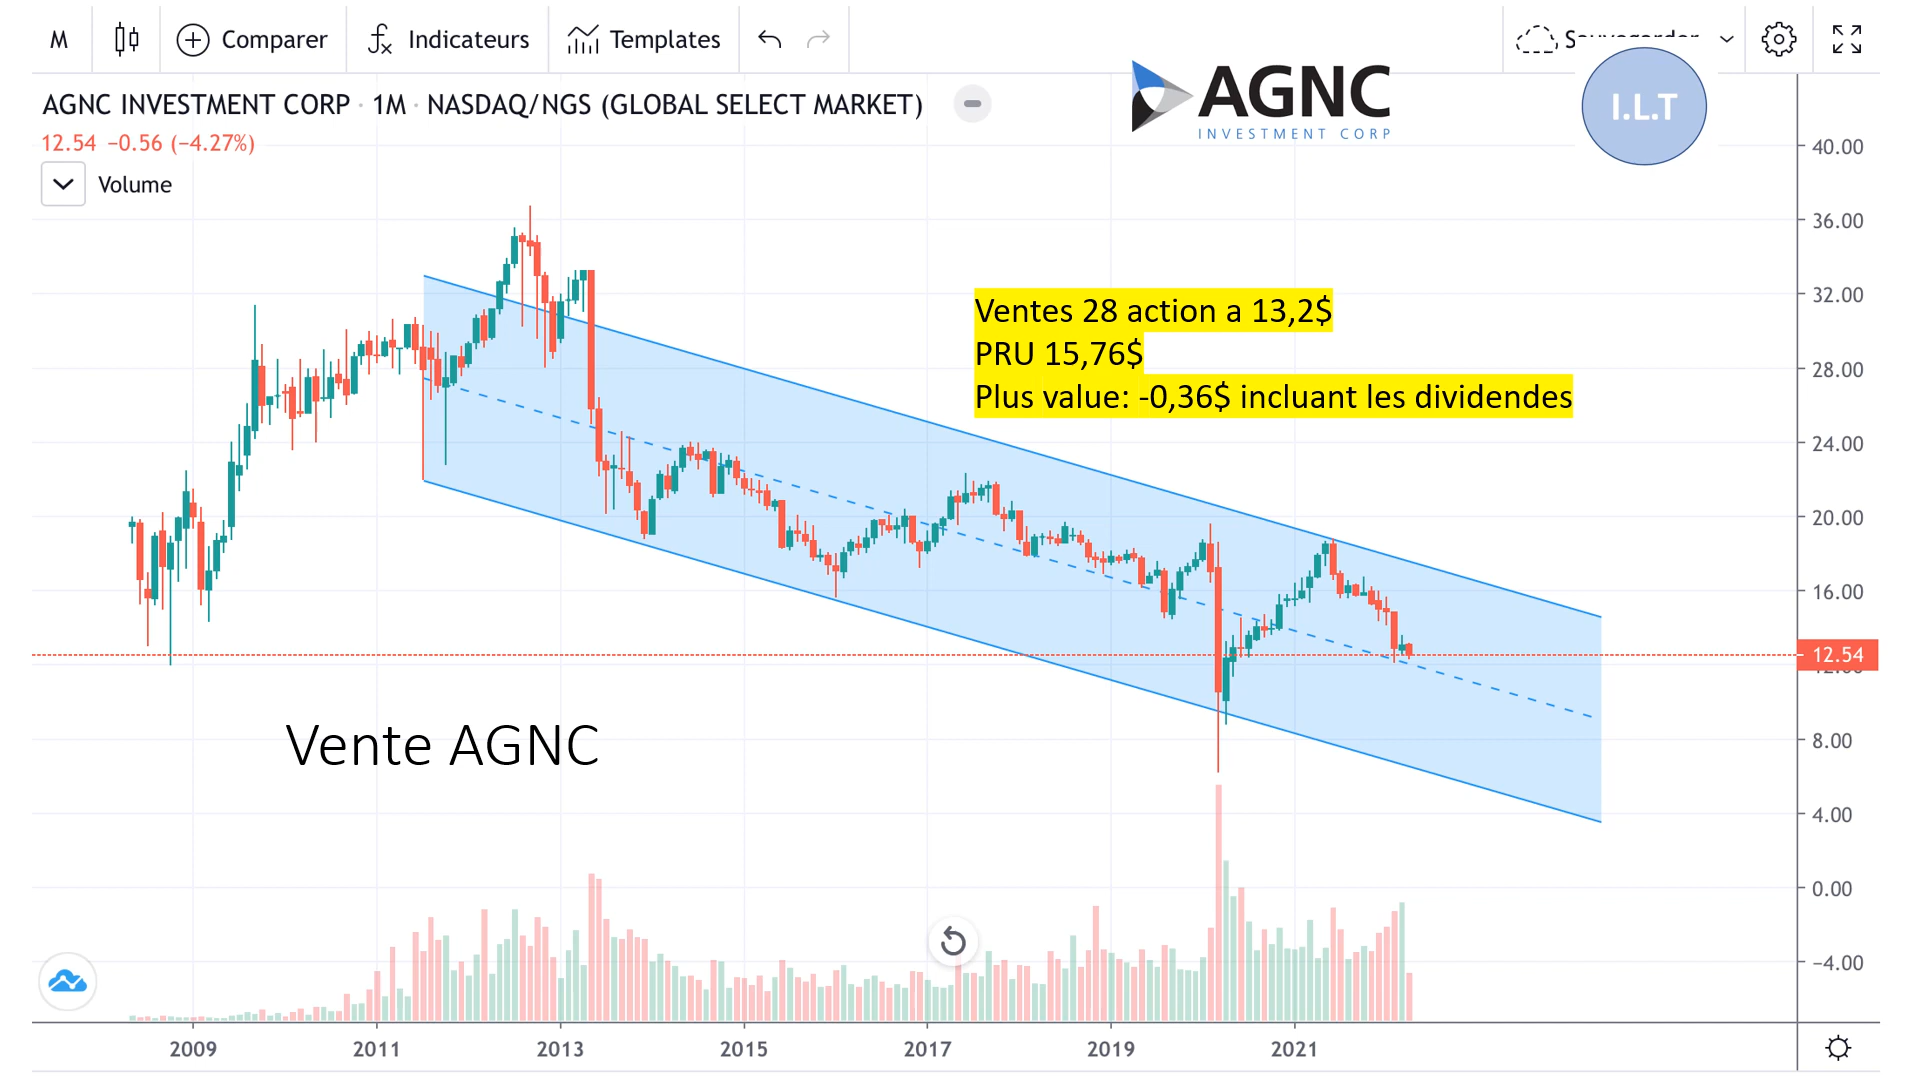 M
Comparer
Indicateurs
Templates
AGNC INVESTMENT CORP · 1M · NASDAQ/NGS (GLOBAL SELECT MARKET)
12.54 −0.56 (−4.27%)
Volume
AGNC
INVESTMENT CORP
I.L.T
Ventes 28 action a 13,2$
PRU 15,76$
Plus value: -0,36$ incluant les dividendes
Vente AGNC
40.00
36.00
32.00
28.00
24.00
20.00
16.00
12.54
8.00
4.00
0.00
−4.00
2009
2011
2013
2015
2017
2019
2021